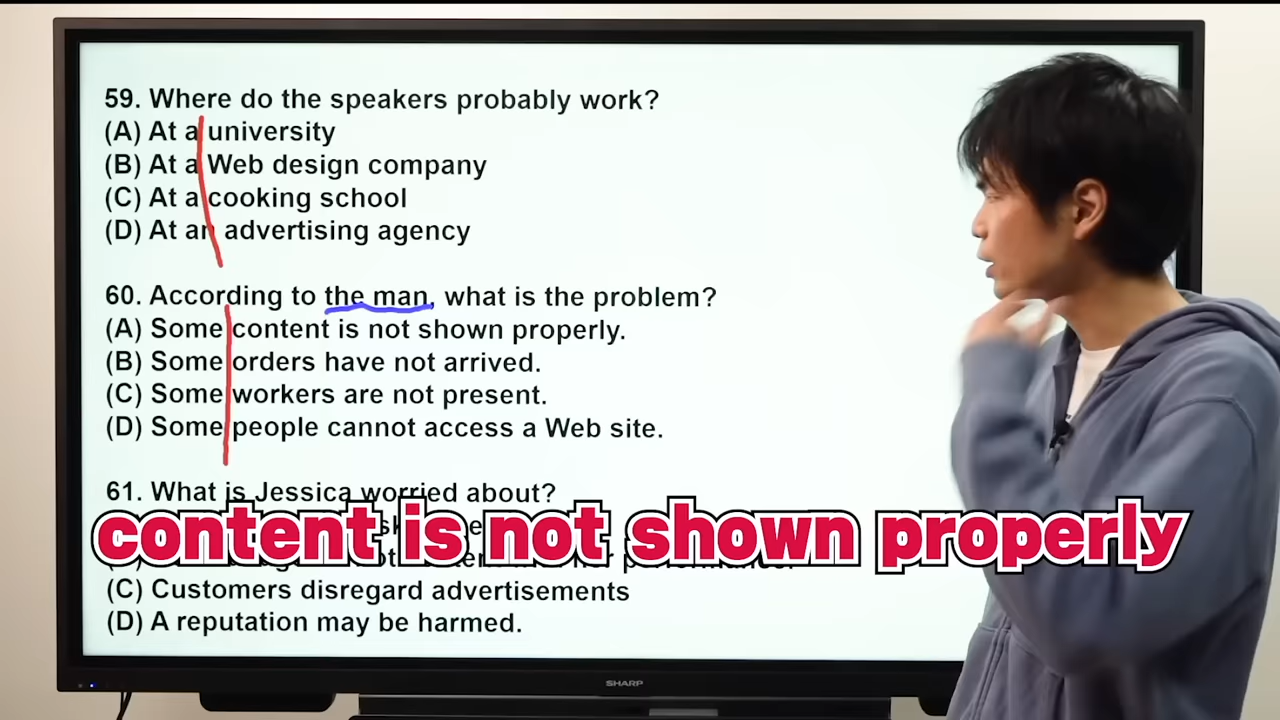 59. Where do the speakers probably work?
(A) At a university
(B) At a Web design company
(C) At a cooking school
(D) At an advertising agency
60. According to the man, what is the problem?
(A) Some content is not shown properly.
(B) Some orders have not arrived.
(C) Some workers are not present.
(D) Some people cannot access a Web site.
61. What is Jessica worried about?
content is not shown properly
(C) Customers disregard advertisements
(D) A reputation may be harmed.
SHARP